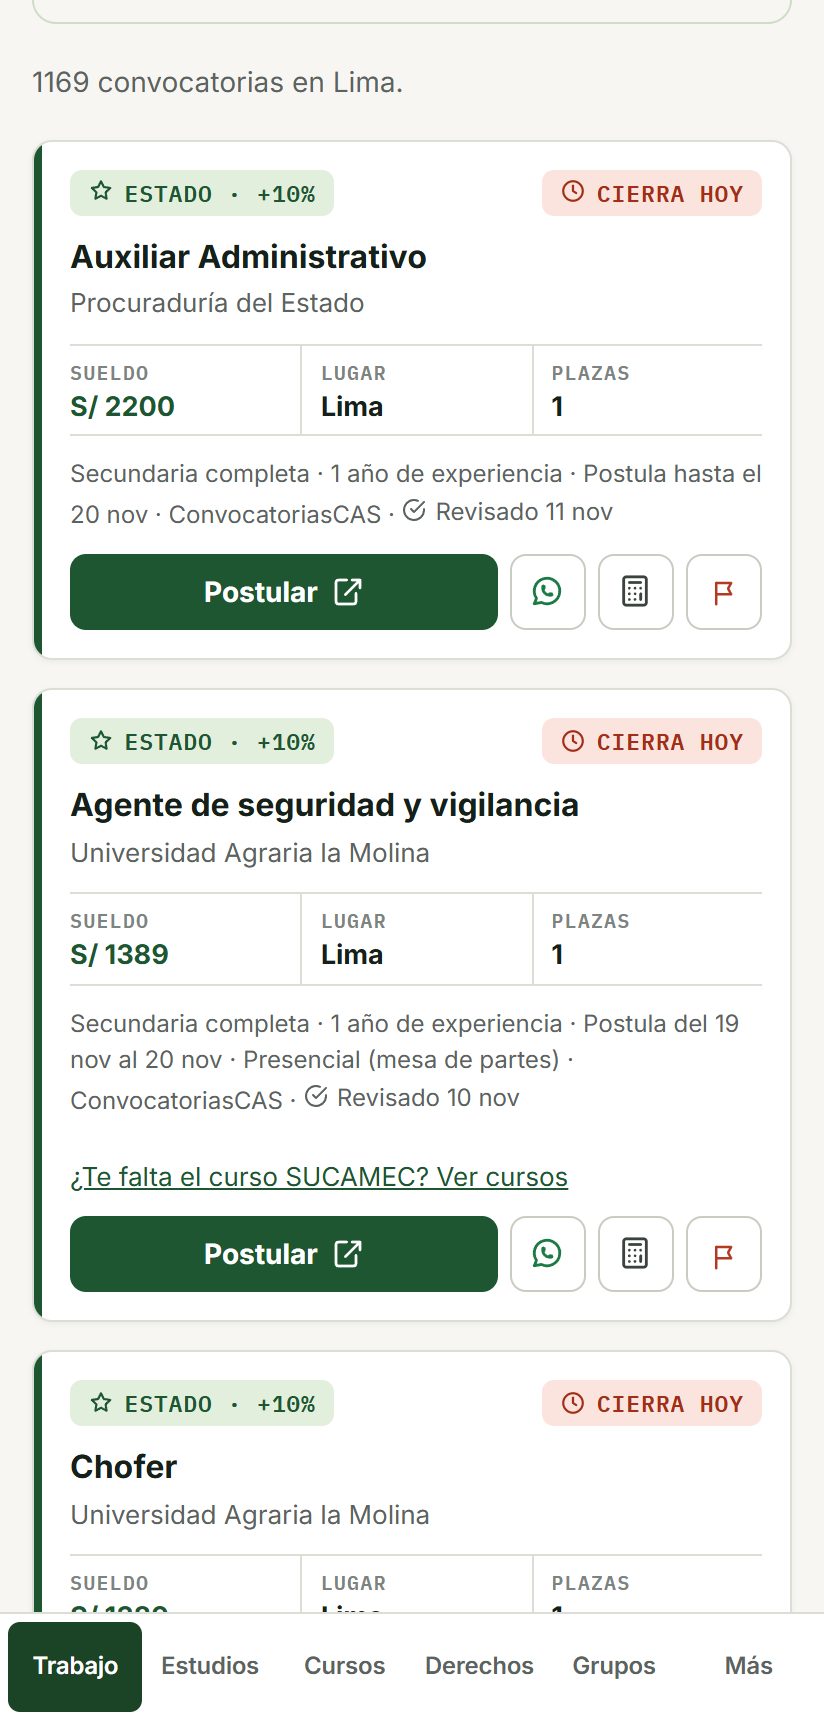 1169 convocatorias en Lima.
ESTADO · +10%
CIERRA HOY
Auxiliar Administrativo
Procuraduría del Estado
SUELDO
LUGAR
PLAZAS
S/ 2200
Lima
1
Secundaria completa · 1 año de experiencia · Postula hasta el
20 nov · ConvocatoriasCAS · Revisado 11 nov
Postular
ESTADO · +10%
CIERRA HOY
Agente de seguridad y vigilancia
Universidad Agraria la Molina
SUELDO
LUGAR
PLAZAS
S/ 1389
Lima
1
Secundaria completa · 1 año de experiencia · Postula del 19
nov al 20 nov · Presencial (mesa de partes) ·
ConvocatoriasCAS · Revisado 10 nov
¿Te falta el curso SUCAMEC? Ver cursos
Postular
ESTADO · +10%
CIERRA HOY
Chofer
Universidad Agraria la Molina
SUELDO
LUGAR
PLAZAS
Trabajo
Estudios
Cursos
Derechos
Grupos
Más